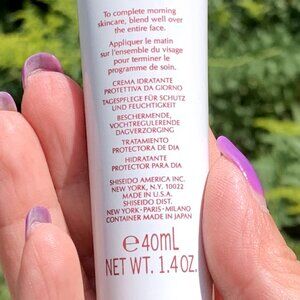 To complete morning
skincare, blend well over
the entire face.
Appliquer le matin
sur l'ensemble du visage
pour terminer le
programme de soin.
CREMA IDRATANTE
PROTETTIVA DA GIORNO
TAGESPFLEGE FÜR SCHUTZ
UND FEUCHTIGKEIT
BESCHERMENDE,
VOCHTREGULERENDE
DAGVERZORGING
TRATAMIENTO
PROTECTORA DE DIA
HIDRATANTE
PROTECTOR PARA DIA
SHISEIDO AMERICA INC.
NEW YORK, N.Y. 10022
MADE IN U.S.A.
SHISEIDO DIST.
NEW YORK-PARIS-MILANO
CONTAINER MADE IN JAPAN
℮40mL
NET WT. 1.4 OZ.